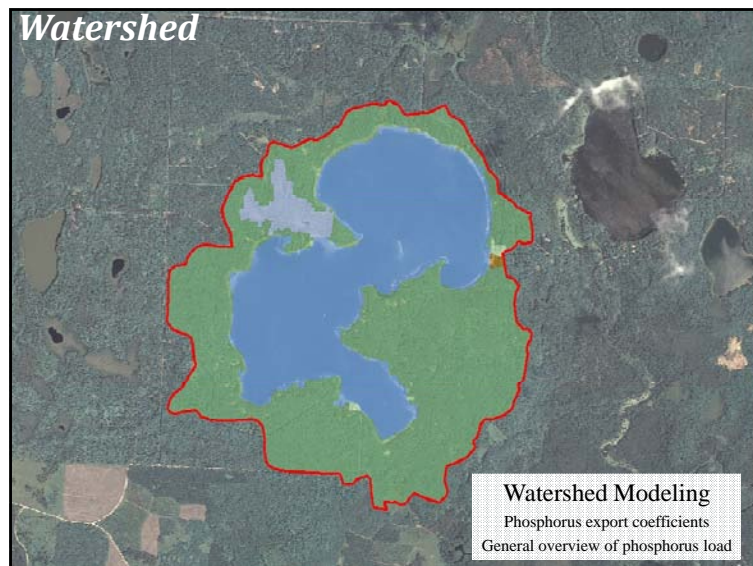 Watershed
Watershed Modeling
Phosphorus export coefficients
General overview of phosphorus load